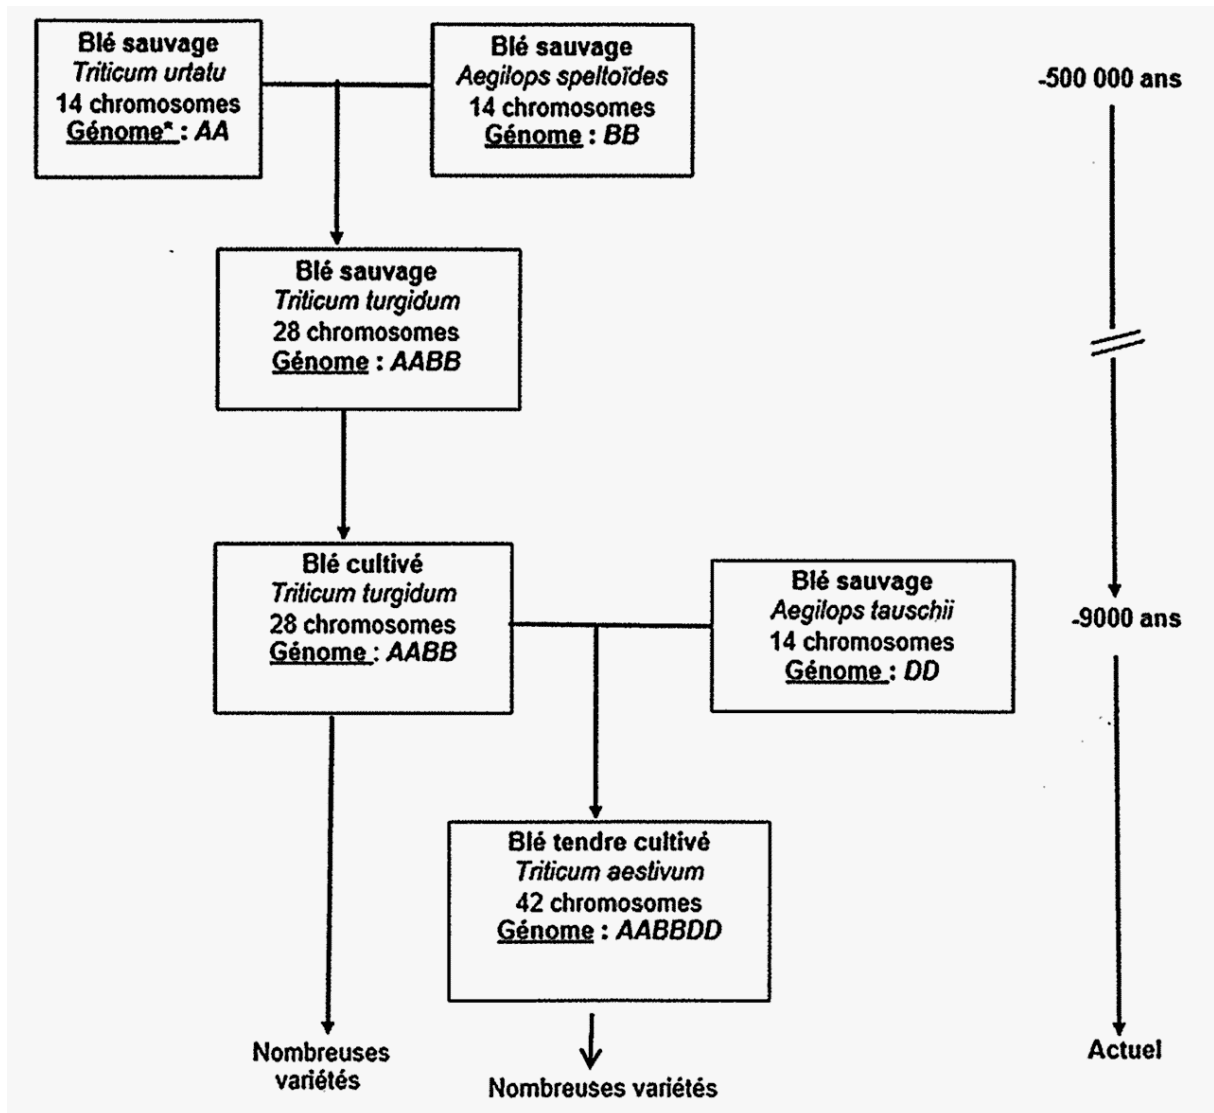 Blé sauvage
Triticum urtatu
14 chromosomes
Génome* : AA
Blé sauvage
Aegilops speltoïdes
14 chromosomes
Génome : BB
-500 000 ans
Blé sauvage
Triticum turgidum
28 chromosomes
Génome : AABB
Blé cultivé
Triticum turgidum
28 chromosomes
Génome : AABB
Blé sauvage
Aegilops tauschii
14 chromosomes
Génome : DD
-9000 ans
Blé tendre cultivé
Triticum aestivum
42 chromosomes
Génome : AABBDD
Nombreuses
variétés
Nombreuses variétés
Actuel